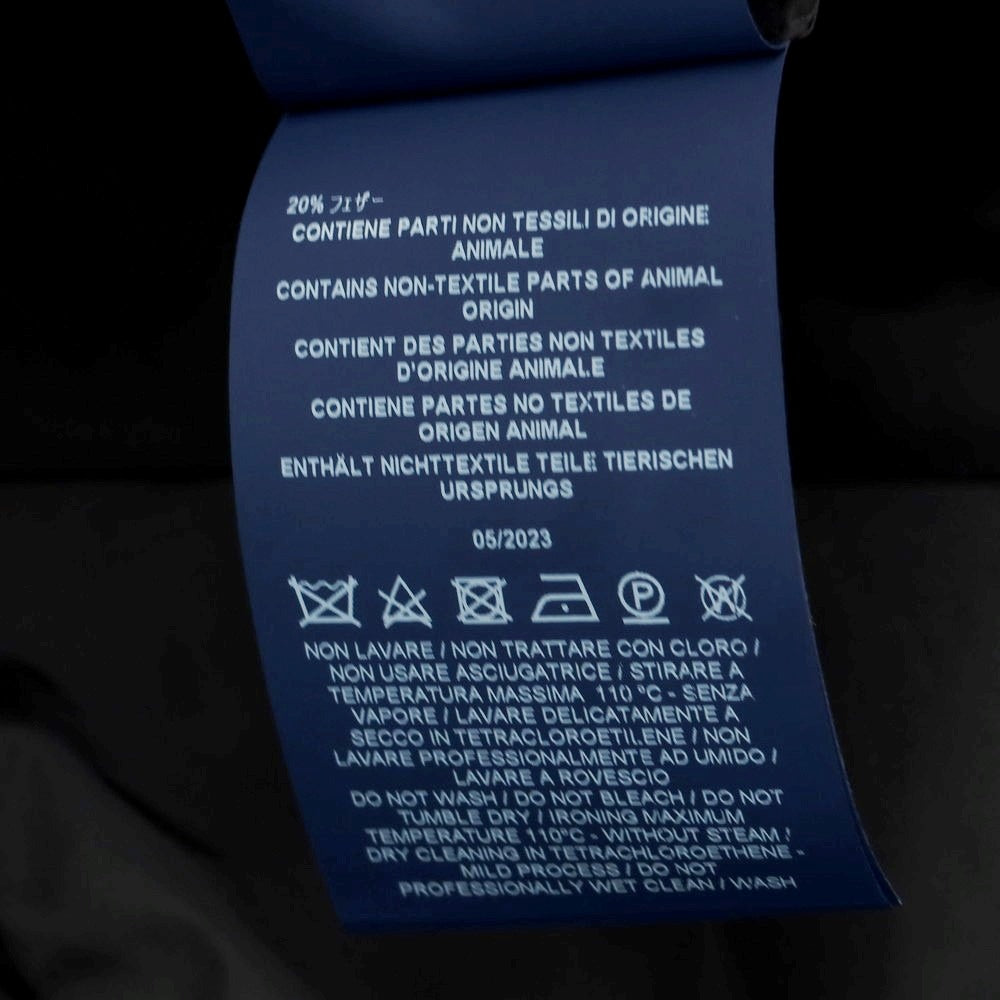 20% フェザー
CONTIENE PARTI NON TESSILI DI ORIGINE
ANIMALE
CONTAINS NON-TEXTILE PARTS OF ANIMAL
ORIGIN
CONTIENT DES PARTIES NON TEXTILES
D'ORIGINE ANIMALE
CONTIENE PARTES NO TEXTILES DE
ORIGEN ANIMAL
ENTHÄLT NICHTTEXTILE TEILE TIERISCHEN
URSPRUNGS
05/2023
P W
NON LAVARE / NON TRATTARE CON CLORO /
NON USARE ASCIUGATRICE / STIRARE A
TEMPERATURA MASSIMA 110 °C - SENZA
VAPORE / LAVARE DELICATAMENTE A
SECCO IN TETRACLOROETILENE / NON
LAVARE PROFESSIONALMENTE AD UMIDO /
LAVARE A ROVESCIO
DO NOT WASH / DO NOT BLEACH / DO NOT
TUMBLE DRY / IRONING MAXIMUM
TEMPERATURE 110°C - WITHOUT STEAM /
DRY CLEANING IN TETRACHLOROETHENE -
MILD PROCESS / DO NOT
PROFESSIONALLY WET CLEAN / WASH